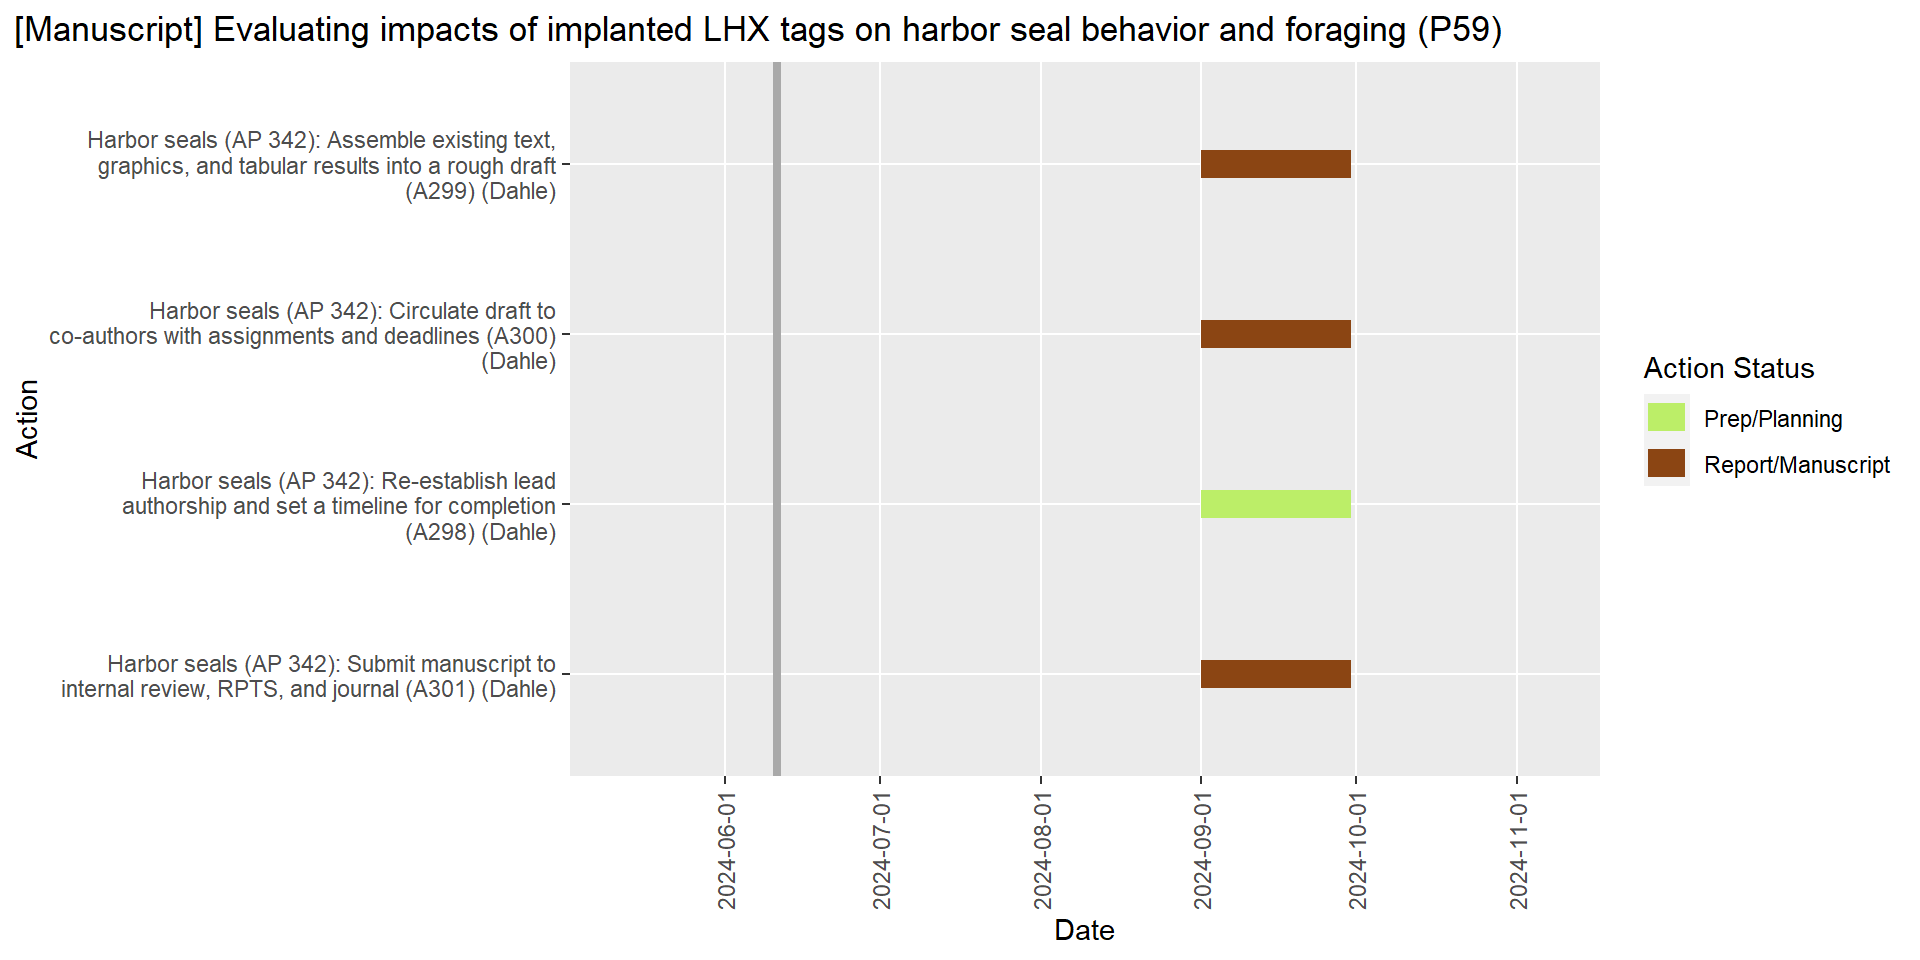 [Manuscript] Evaluating impacts of implanted LHX tags on harbor seal behavior and foraging (P59)
Harbor seals (AP 342): Assemble existing text,
graphics, and tabular results into a rough draft
(A299) (Dahle)
Harbor seals (AP 342): Circulate draft to
co-authors with assignments and deadlines (A300)
(Dahle)
Harbor seals (AP 342): Re-establish lead
authorship and set a timeline for completion
(A298) (Dahle)
Harbor seals (AP 342): Submit manuscript to
internal review, RPTS, and journal (A301) (Dahle)
Action
2024-06-01
2024-07-01
2024-08-01
2024-09-01
2024-10-01
2024-11-01
Date
Action Status
Prep/Planning
Report/Manuscript